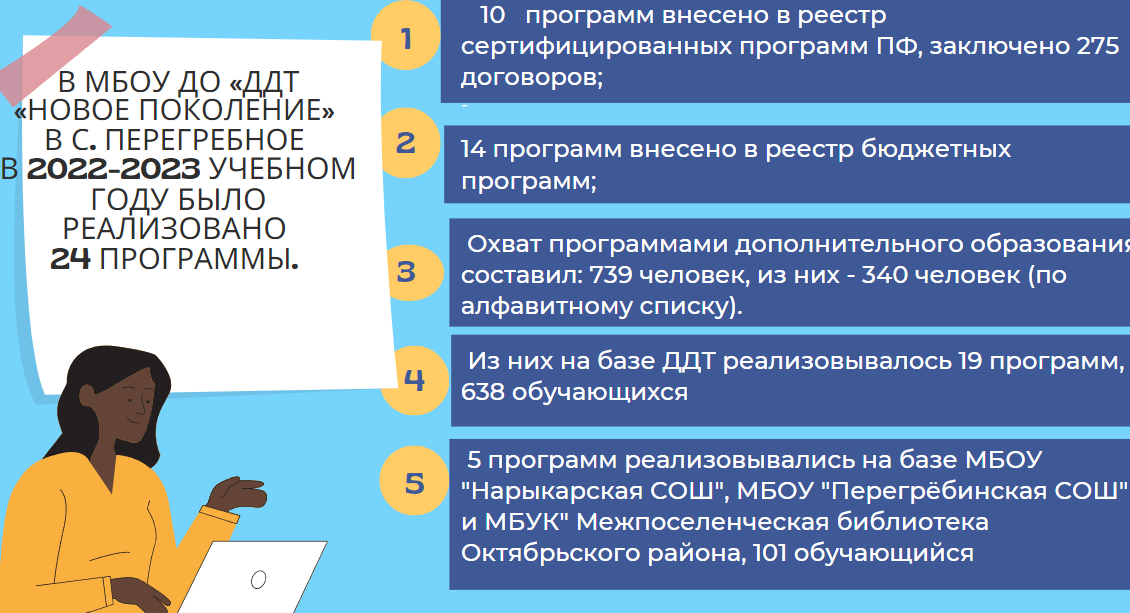 В МБОУ ДО «ДДТ
«НОВОЕ ПОКОЛЕНИЕ»
В С. ПЕРЕГРЕБНОЕ
В 2022-2023 УЧЕБНОМ
ГОДУ БЫЛО
РЕАЛИЗОВАНО
24 ПРОГРАММЫ.
1
10 программ внесено в реестр
сертифицированных программ ПФ, заключено 275
договоров;
-
2
14 программ внесено в реестр бюджетных
программ;
3
Охват программами дополнительного образования
составил: 739 человек, из них - 340 человек (по
алфавитному списку).
4
Из них на базе ДДТ реализовывалось 19 программ,
638 обучающихся
5
5 программ реализовывались на базе МБОУ
"Нарыкарская СОШ", МБОУ "Перегрёбинская СОШ"
и МБУК" Межпоселенческая библиотека
Октябрьского района, 101 обучающийся